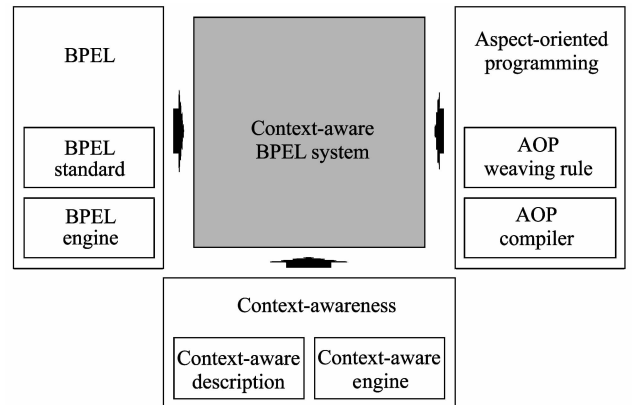 BPEL
BPEL
standard
BPEL
engine
Context-aware
BPEL system
Aspect-oriented
programming
AOP
weaving rule
AOP
compiler
Context-awareness
Context-aware
description
Context-aware
engine